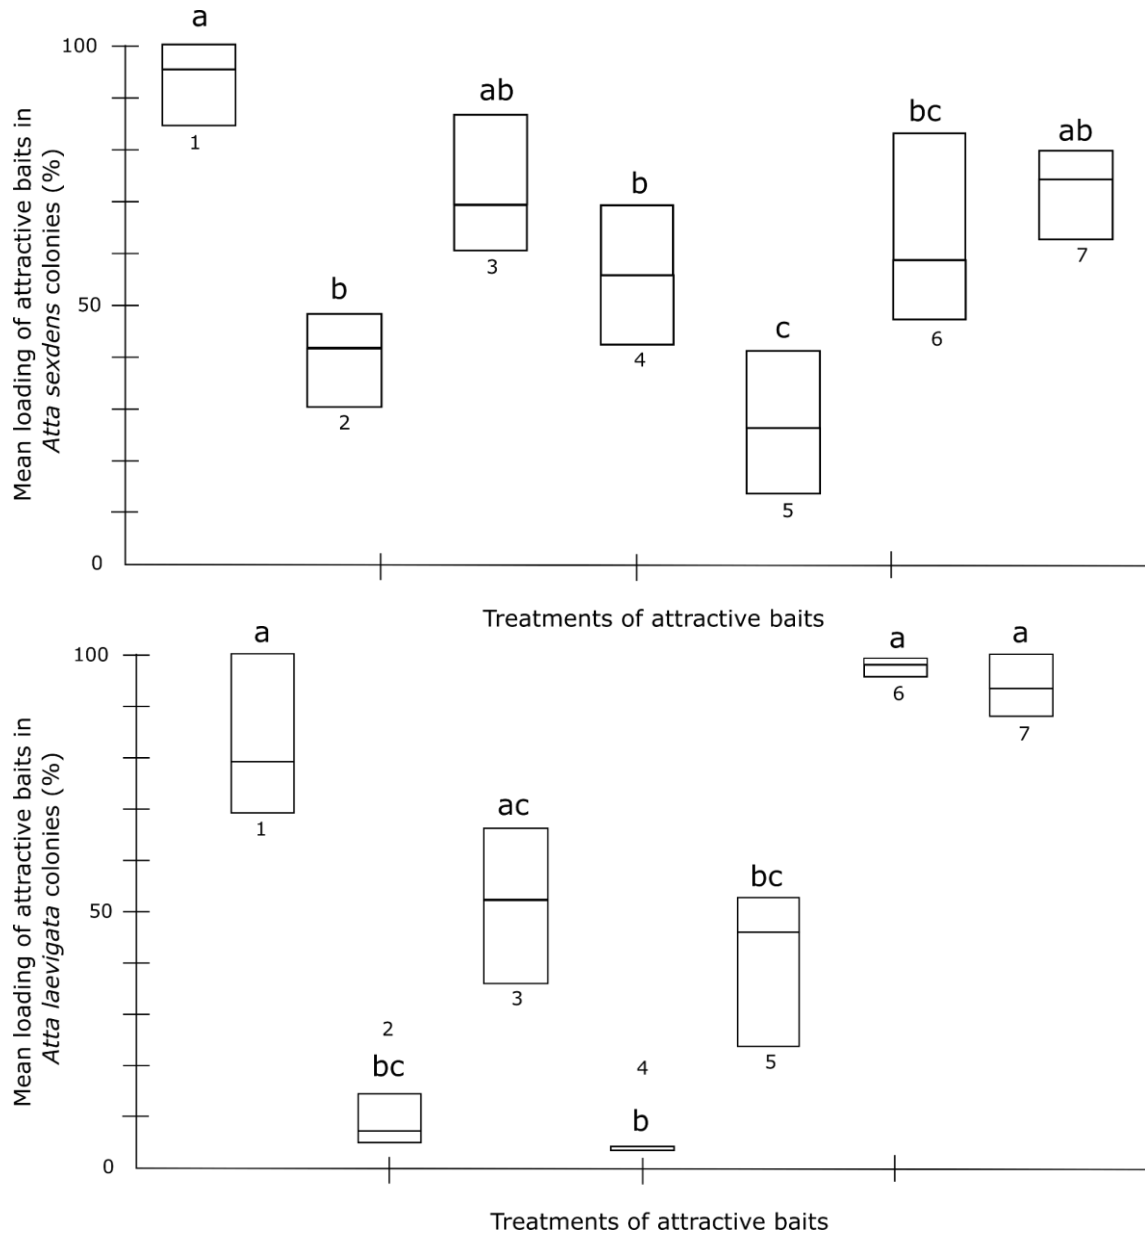 a
100
ab
bc
ab
1
b
b
3
7
c
50
6
4
2
5
0
Mean loading of attractive baits in
Atta sexdens colonies (%)
Treatments of attractive baits
a
a
a
100
6
7
ac
1
bc
50
3
2
5
4
bc
b
0
Mean loading of attractive baits in
Atta laevigata colonies (%)
Treatments of attractive baits